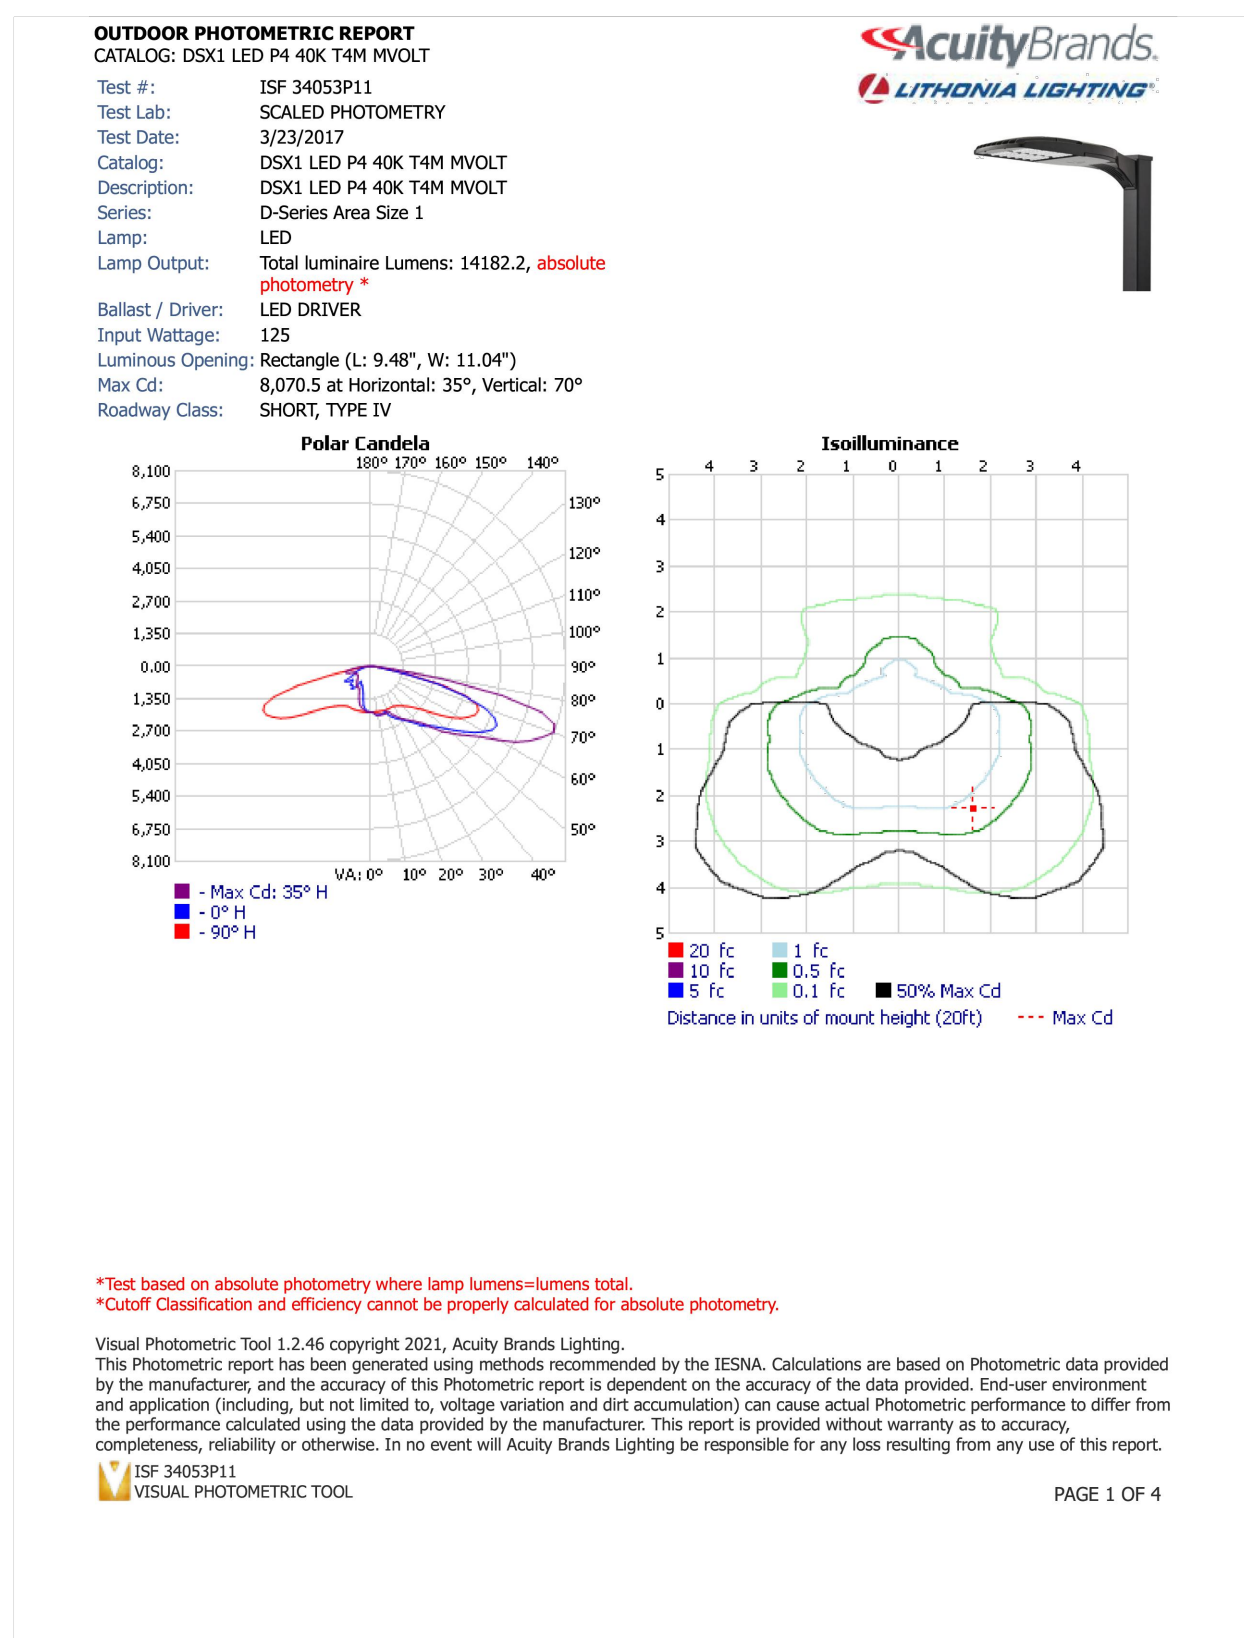 OUTDOOR PHOTOMETRIC REPORT
CATALOG: DSX1 LED P4 40K T4M MVOLT
AcuityBrands.
LITHONIA LIGHTING®
Test #: ISF 34053P11
Test Lab: SCALED PHOTOMETRY
Test Date: 3/23/2017
Catalog: DSX1 LED P4 40K T4M MVOLT
Description: DSX1 LED P4 40K T4M MVOLT
Series: D-Series Area Size 1
Lamp: LED
Lamp Output: Total luminaire Lumens: 14182.2, absolute
photometry *
Ballast / Driver: LED DRIVER
Input Wattage: 125
Luminous Opening: Rectangle (L: 9.48", W: 11.04")
Max Cd: 8,070.5 at Horizontal: 35°, Vertical: 70°
Roadway Class: SHORT, TYPE IV
Polar Candela
180° 170° 160° 150° 140°
8,100
6,750
5,400
4,050
2,700
1,350
0.00
1,350
2,700
4,050
5,400
6,750
8,100
130°
120°
110°
100°
90°
80°
70°
60°
50°
VA: 0° 10° 20° 30° 40°
- Max Cd: 35° H
- 0° H
- 90° H
Isoilluminance
4 3 2 1 0 1 2 3 4
5
4
3
2
1
0
1
2
3
4
5
20 fc
10 fc
5 fc
1 fc
0.5 fc
0.1 fc
50% Max Cd
Distance in units of mount height (20ft)
--- Max Cd
*Test based on absolute photometry where lamp lumens=lumens total.
*Cutoff Classification and efficiency cannot be properly calculated for absolute photometry.
Visual Photometric Tool 1.2.46 copyright 2021, Acuity Brands Lighting.
This Photometric report has been generated using methods recommended by the IESNA. Calculations are based on Photometric data provided
by the manufacturer, and the accuracy of this Photometric report is dependent on the accuracy of the data provided. End-user environment
and application (including, but not limited to, voltage variation and dirt accumulation) can cause actual Photometric performance to differ from
the performance calculated using the data provided by the manufacturer. This report is provided without warranty as to accuracy,
completeness, reliability or otherwise. In no event will Acuity Brands Lighting be responsible for any loss resulting from any use of this report.
ISF 34053P11
VISUAL PHOTOMETRIC TOOL
PAGE 1 OF 4